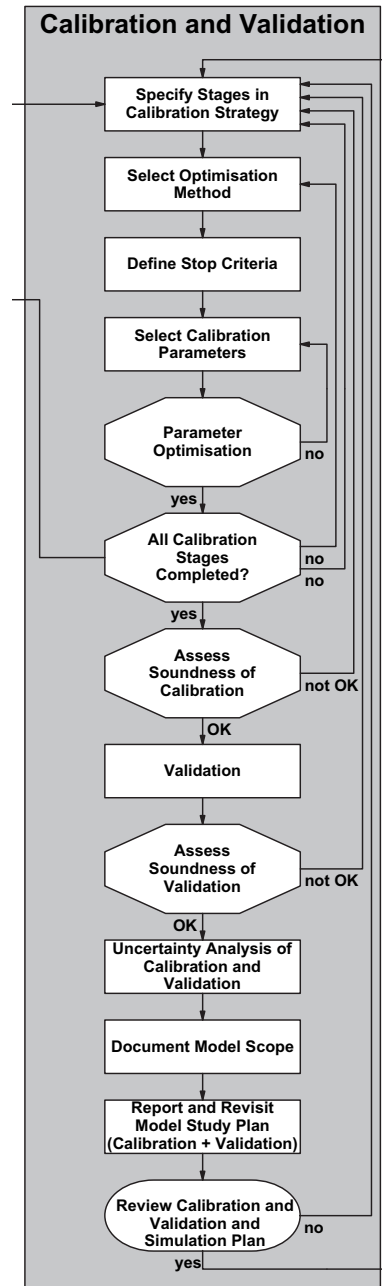 Calibration and Validation
Specify Stages in
Calibration Strategy
Select Optimisation
Method
Define Stop Criteria
Select Calibration
Parameters
Parameter
Optimisation
no
yes
All Calibration
Stages
Completed?
no
no
yes
Assess
Soundness of
Calibration
not OK
OK
Validation
Assess
Soundness of
Validation
not OK
OK
Uncertainty Analysis of
Calibration and
Validation
Document Model Scope
Report and Revisit
Model Study Plan
(Calibration + Validation)
Review Calibration and
Validation and
Simulation Plan
no
yes